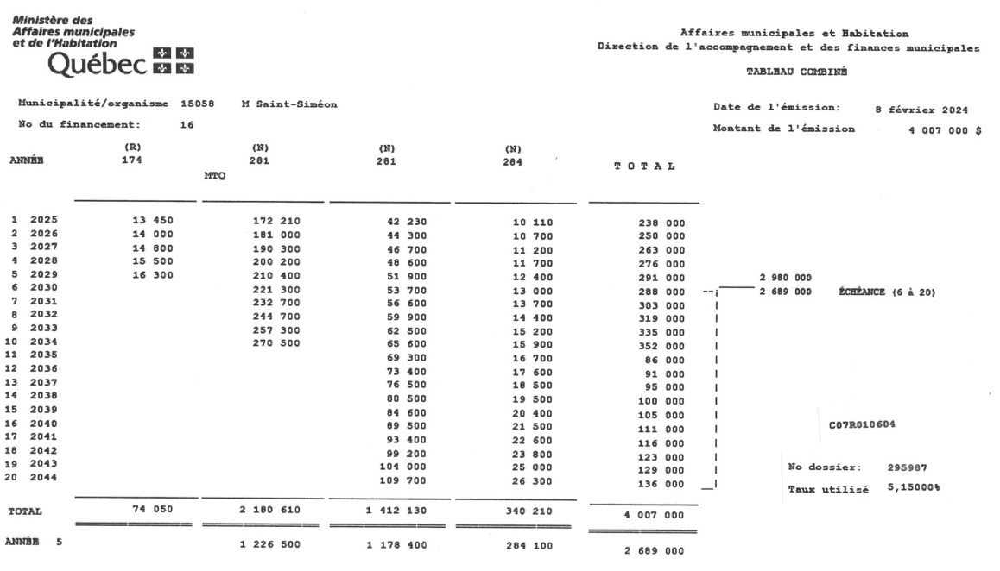 Ministère des
Affaires municipales
et de l'Habitation
Québec
Affaires municipales et Habitation
Direction de l'accompagnement et des finances municipales
TABLEAU COMBINÉ
Municipalité/organisme 15058 M Saint-Siméon
Date de l'émission: 8 février 2024
No du financement: 16
Montant de l'émission 4 007 000 $
(R) (N) (N) (N)
ANNÉE 174 281 281 284 T O T A L
MTQ
1 2025 13 450 172 210 42 230 10 110 238 000
2 2026 14 000 181 000 44 300 10 700 250 000
3 2027 14 800 190 300 46 700 11 200 263 000
4 2028 15 500 200 200 48 600 11 700 276 000
5 2029 16 300 210 400 51 900 12 400 291 000 2 980 000
6 2030 221 300 53 700 13 000 288 000 2 689 000 ÉCHÉANCE (6 à 20)
7 2031 232 700 56 600 13 700 303 000
8 2032 244 700 59 900 14 400 319 000
9 2033 257 300 62 500 15 200 335 000
10 2034 270 500 65 600 15 900 352 000
11 2035 69 300 16 700 86 000
12 2036 73 400 17 600 91 000
13 2037 76 500 18 500 95 000
14 2038 80 500 19 500 100 000
15 2039 84 600 20 400 105 000
16 2040 89 500 21 500 111 000
C07R010604
17 2041 93 400 22 600 116 000
18 2042 99 200 23 800 123 000
19 2043 104 000 25 000 129 000
No dossier: 295987
20 2044 109 700 26 300 136 000
Taux utilisé 5,15000%
TOTAL 74 050 2 180 610 1 412 130 340 210 4 007 000
ANNÉE 5 1 226 500 1 178 400 284 100 2 689 000